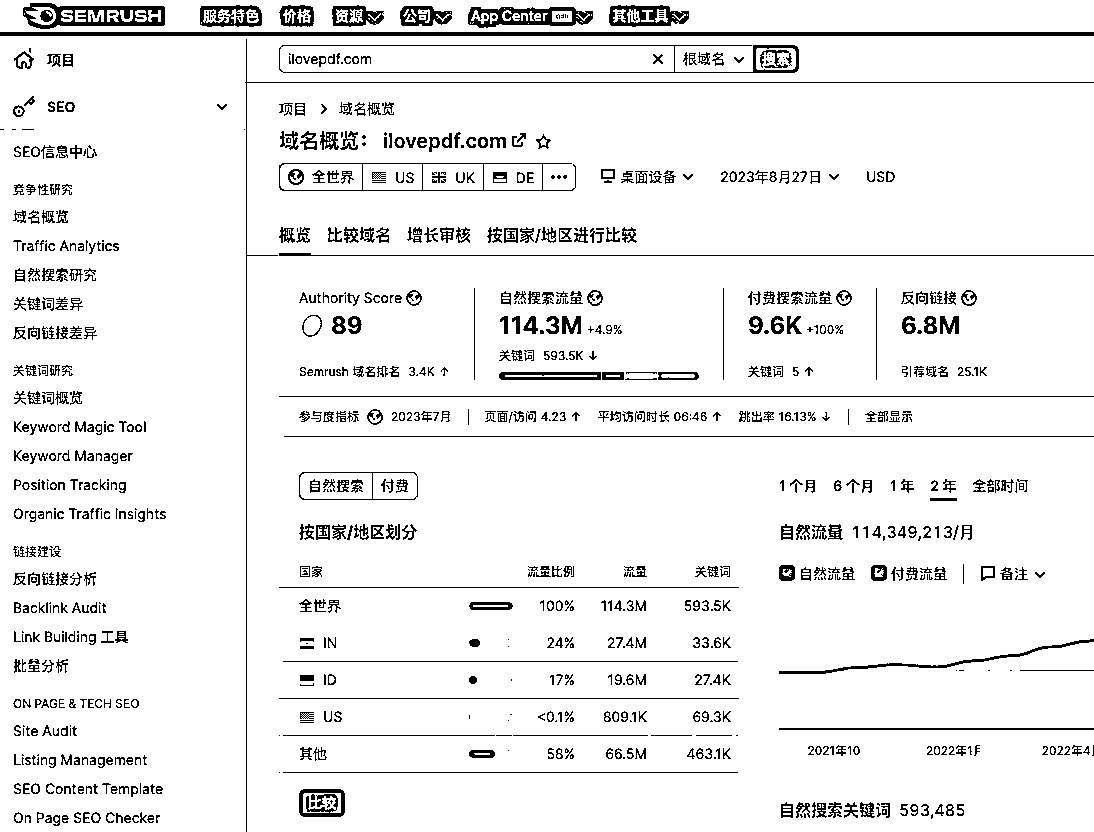 SEMRUSH 服务特色 价格 资源 公司 App Center 其他工具
项目
SEO
SEO信息中心
竞争性研究
域名概览
Traffic Analytics
自然搜索研究
关键词差异
反向链接差异
关键词研究
关键词概览
Keyword Magic Tool
Keyword Manager
Position Tracking
Organic Traffic Insights
链接建设
反向链接分析
Backlink Audit
Link Building 工具
批量分析
ON PAGE & TECH SEO
Site Audit
Listing Management
SEO Content Template
On Page SEO Checker
ilovepdf.com 根域名 搜索
项目 > 域名概览
域名概览： ilovepdf.com
全世界 US UK DE ••• 桌面设备 2023年8月27日 USD
概览 比较域名 增长审核 按国家/地区进行比较
Authority Score 自然搜索流量 付费搜索流量 反向链接
89 114.3M +4.9% 9.6K +100% 6.8M
关键词 593.5K ↓
Semrush 域名排名 3.4K ↑ 关键词 5 ↑ 引荐域名 25.1K
参与度指标 2023年7月 页面/访问 4.23 ↑ 平均访问时长 06:46 ↑ 跳出率 16.13% ↓ 全部显示
自然搜索 付费
按国家/地区划分
国家 流量比例 流量 关键词
全世界 100% 114.3M 593.5K
IN 24% 27.4M 33.6K
ID 17% 19.6M 27.4K
US <0.1% 809.1K 69.3K
其他 58% 66.5M 463.1K
比较
1 个月 6 个月 1 年 2 年 全部时间
自然流量 114,349,213/月
自然流量 付费流量 备注
2021年10 2022年1月 2022年4月
自然搜索关键词 593,485